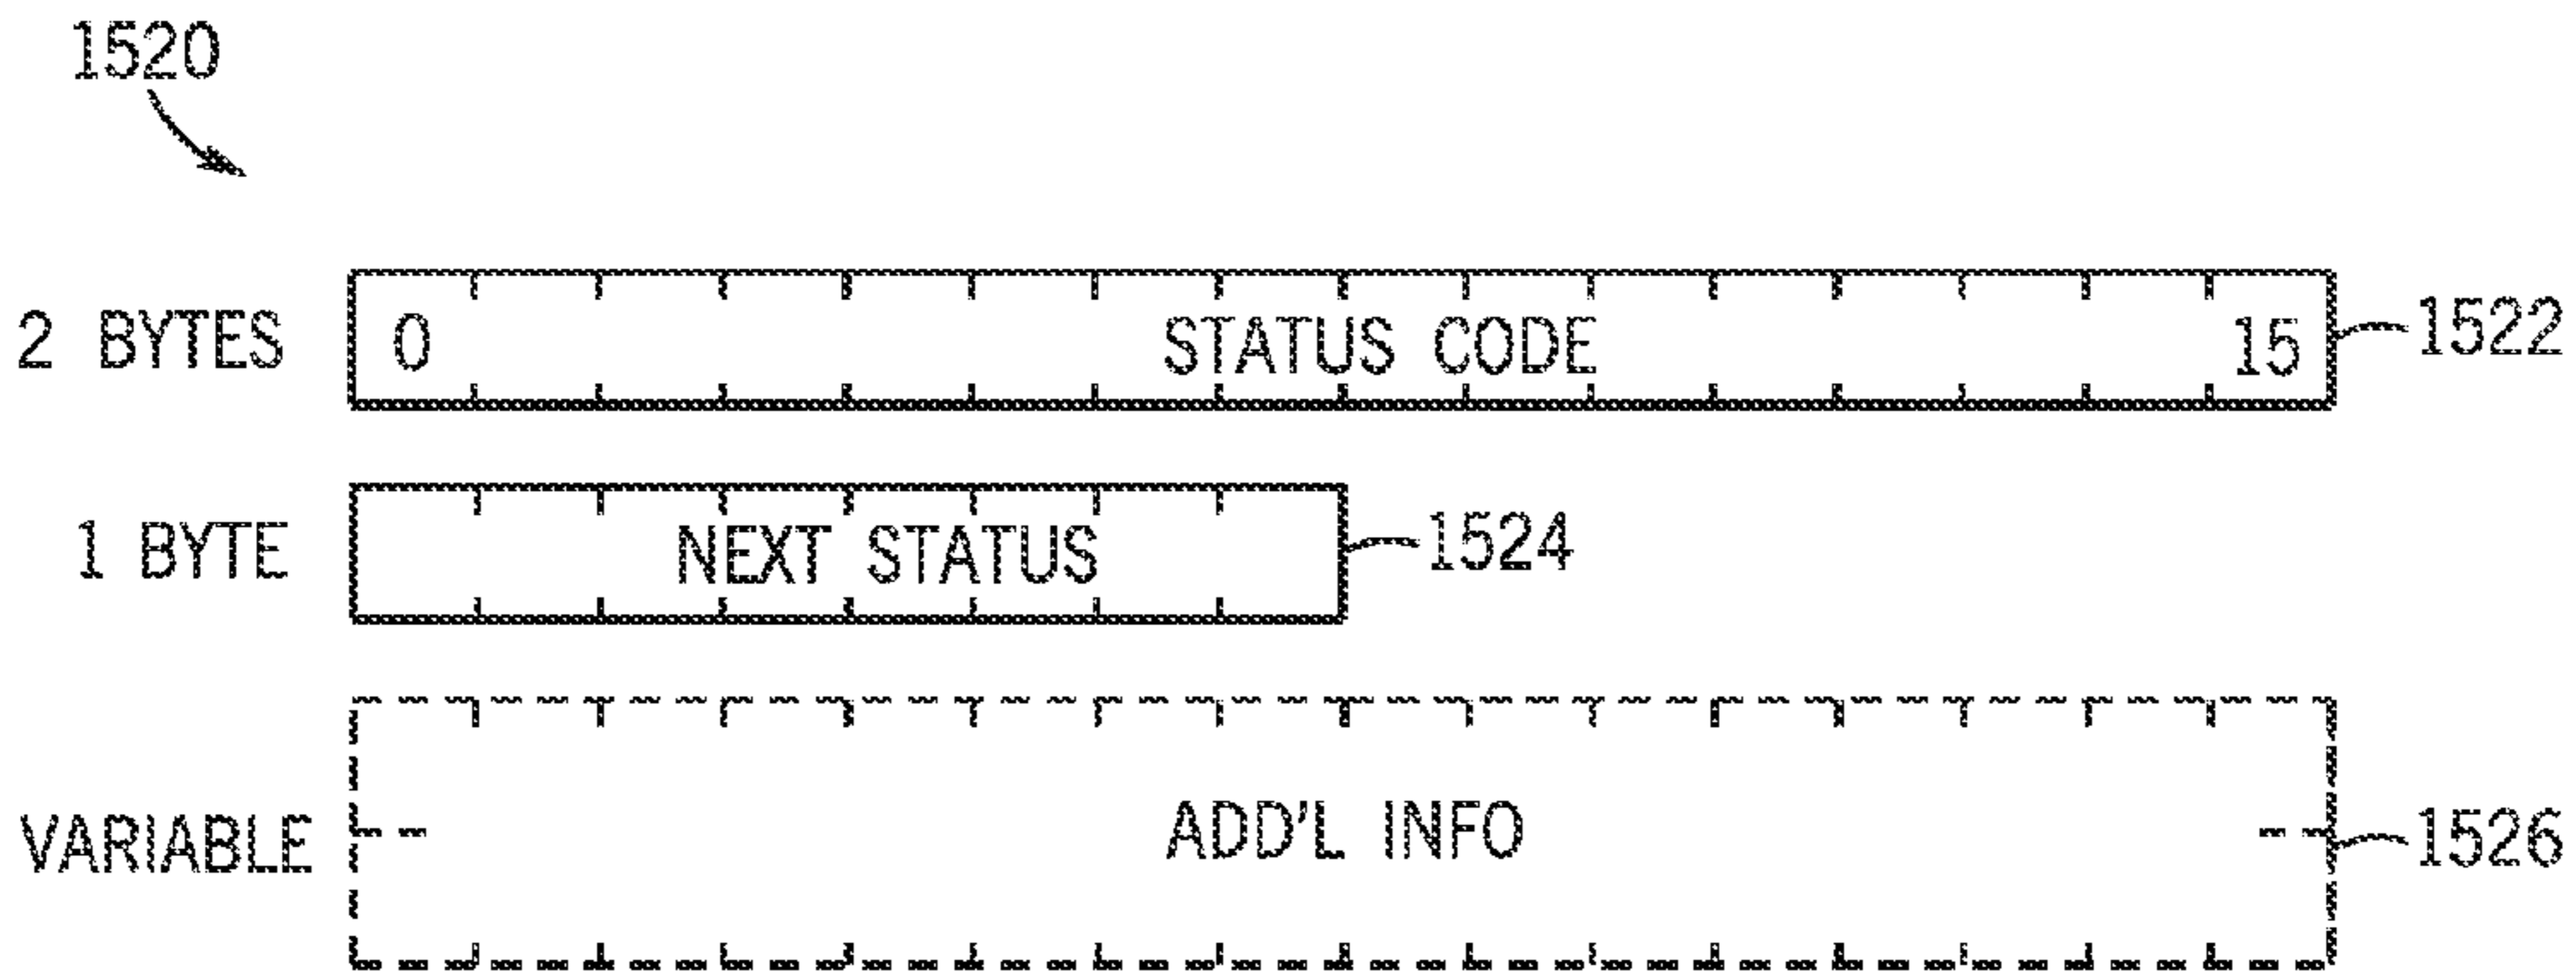 1520
2 BYTES 0 STATUS CODE 15 1522
1 BYTE NEXT STATUS 1524
VARIABLE ADD'L INFO 1526